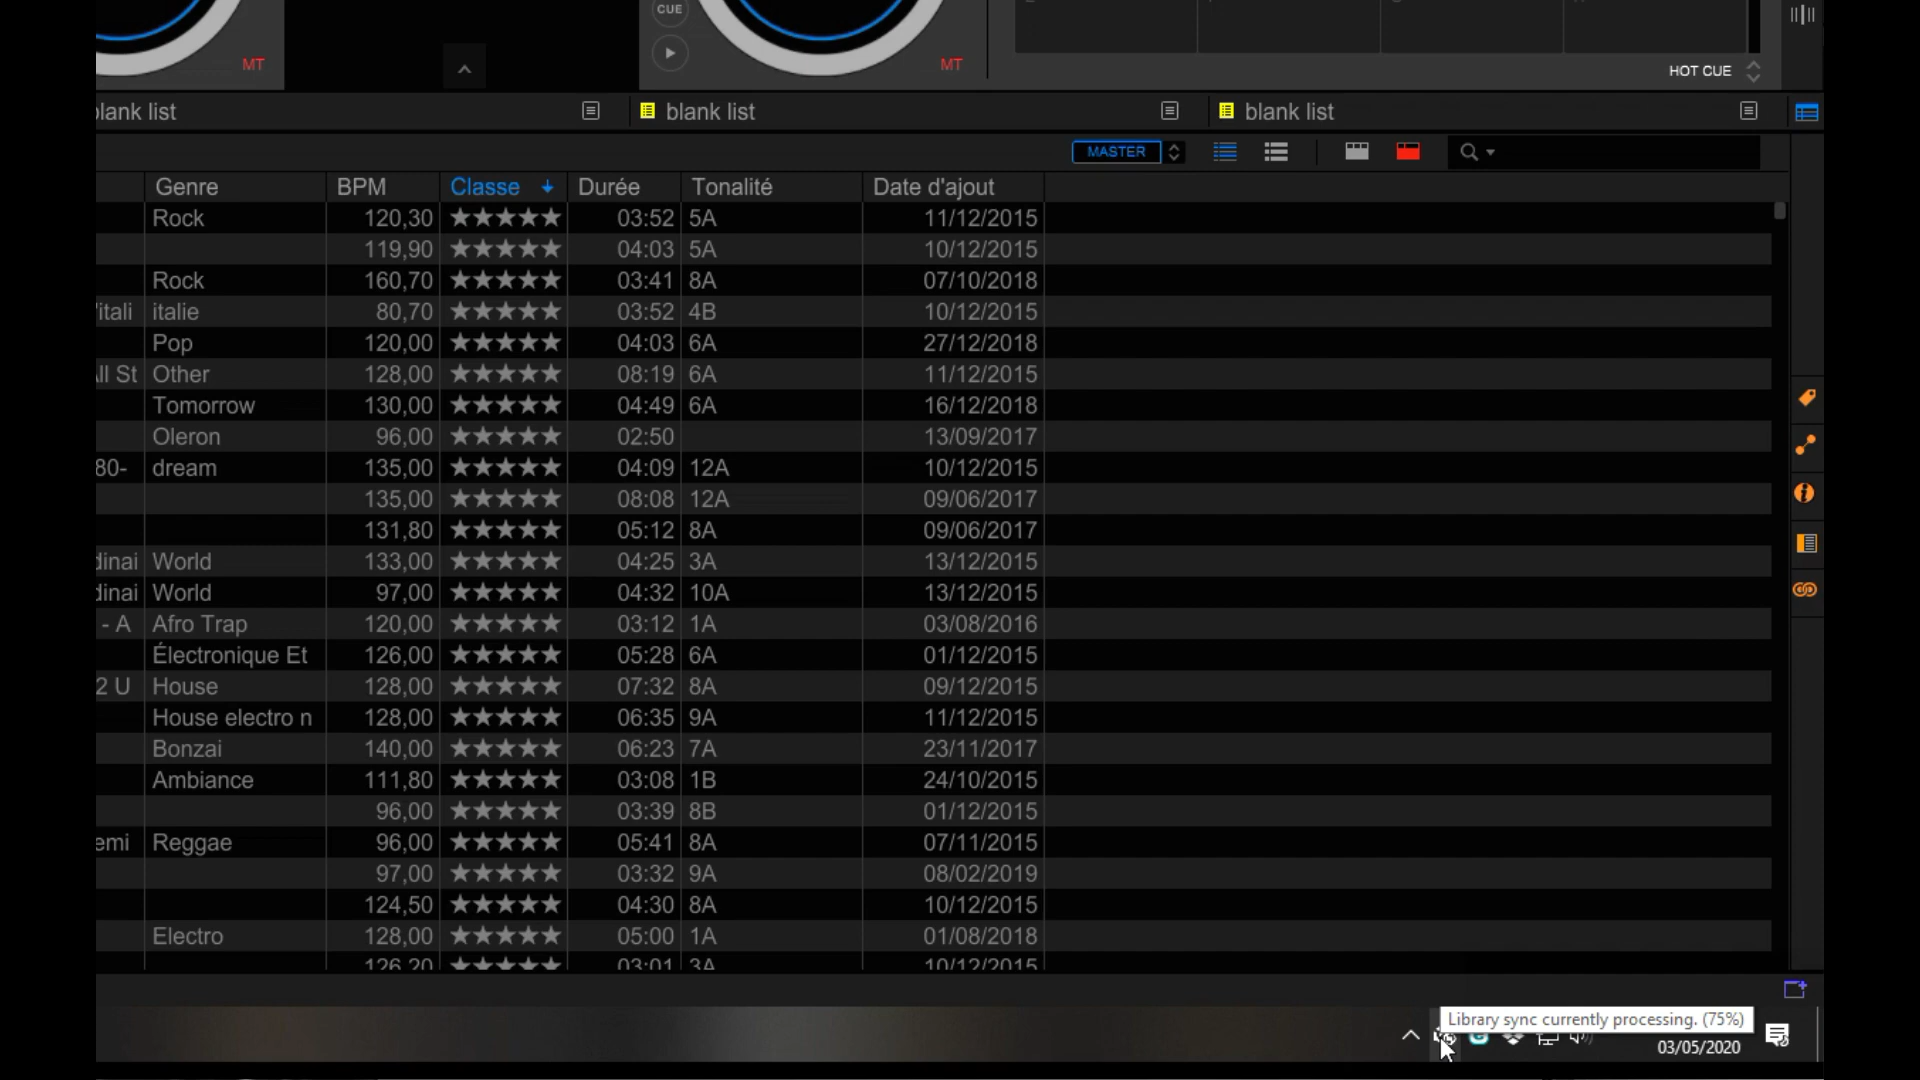 CUE
MT
MT
HOT CUE
lank list
blank list
blank list
MASTER
Genre BPM Classe Durée Tonalité Date d'ajout
Rock 120,30 ★★★★★ 03:52 5A 11/12/2015
119,90 ★★★★★ 04:03 5A 10/12/2015
Rock 160,70 ★★★★★ 03:41 8A 07/10/2018
'itali italie 80,70 ★★★★★ 03:52 4B 10/12/2015
Pop 120,00 ★★★★★ 04:03 6A 27/12/2018
ll St Other 128,00 ★★★★★ 08:19 6A 11/12/2015
Tomorrow 130,00 ★★★★★ 04:49 6A 16/12/2018
Oleron 96,00 ★★★★★ 02:50 13/09/2017
80- dream 135,00 ★★★★★ 04:09 12A 10/12/2015
135,00 ★★★★★ 08:08 12A 09/06/2017
131,80 ★★★★★ 05:12 8A 09/06/2017
dinai World 133,00 ★★★★★ 04:25 3A 13/12/2015
dinai World 97,00 ★★★★★ 04:32 10A 13/12/2015
- A Afro Trap 120,00 ★★★★★ 03:12 1A 03/08/2016
Électronique Et 126,00 ★★★★★ 05:28 6A 01/12/2015
2 U House 128,00 ★★★★★ 07:32 8A 09/12/2015
House electro n 128,00 ★★★★★ 06:35 9A 11/12/2015
Bonzai 140,00 ★★★★★ 06:23 7A 23/11/2017
Ambiance 111,80 ★★★★★ 03:08 1B 24/10/2015
96,00 ★★★★★ 03:39 8B 01/12/2015
emi Reggae 96,00 ★★★★★ 05:41 8A 07/11/2015
97,00 ★★★★★ 03:32 9A 08/02/2019
124,50 ★★★★★ 04:30 8A 10/12/2015
Electro 128,00 ★★★★★ 05:00 1A 01/08/2018
126,20 ★★★★★ 03:01 3A 10/12/2015
Library sync currently processing. (75%)
03/05/2020